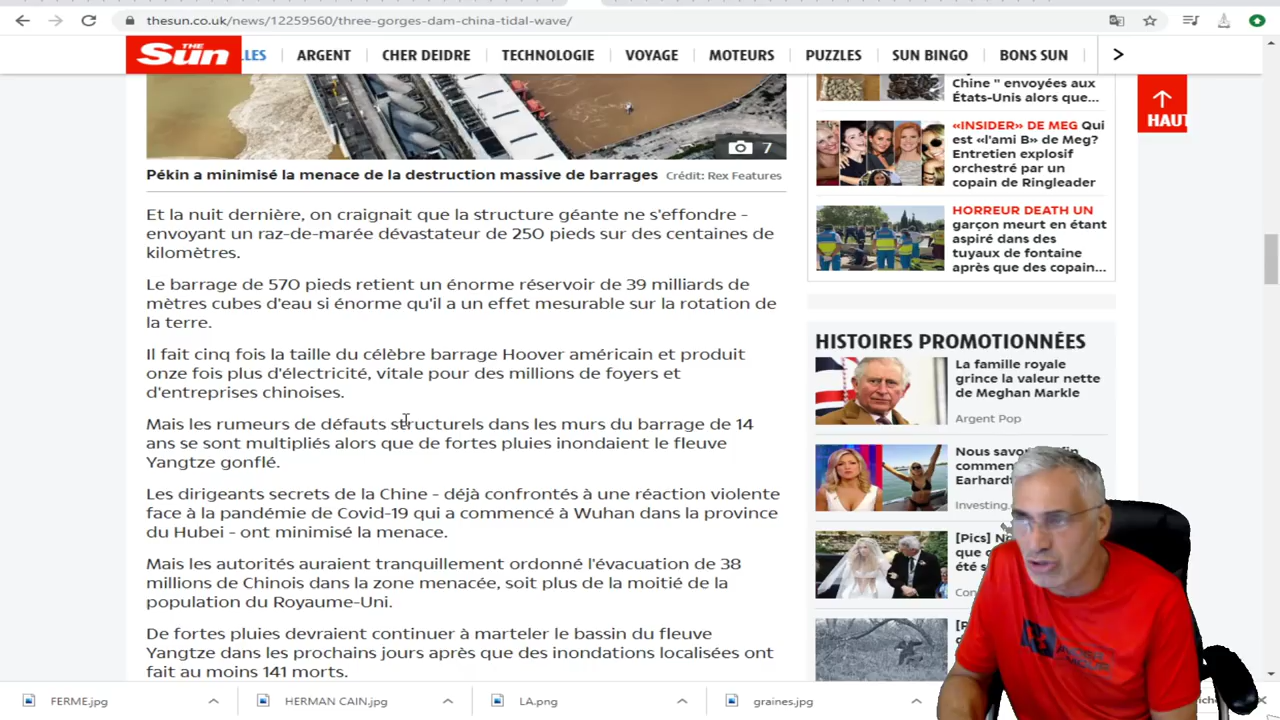 thesun.co.uk/news/12259560/three-gorges-dam-china-tidal-wave/
THE Sun
LLES
ARGENT
CHER DEIDRE
TECHNOLOGIE
VOYAGE
MOTEURS
PUZZLES
SUN BINGO
BONS SUN
7
Pékin a minimisé la menace de la destruction massive de barrages
Crédit: Rex Features
Et la nuit dernière, on craignait que la structure géante ne s'effondre -
envoyant un raz-de-marée dévastateur de 250 pieds sur des centaines de
kilomètres.
Le barrage de 570 pieds retient un énorme réservoir de 39 milliards de
mètres cubes d'eau si énorme qu'il a un effet mesurable sur la rotation de
la terre.
Il fait cinq fois la taille du célèbre barrage Hoover américain et produit
onze fois plus d'électricité, vitale pour des millions de foyers et
d'entreprises chinoises.
Mais les rumeurs de défauts structurels dans les murs du barrage de 14
ans se sont multipliés alors que de fortes pluies inondaient le fleuve
Yangtze gonflé.
Les dirigeants secrets de la Chine - déjà confrontés à une réaction violente
face à la pandémie de Covid-19 qui a commencé à Wuhan dans la province
du Hubei - ont minimisé la menace.
Mais les autorités auraient tranquillement ordonné l'évacuation de 38
millions de Chinois dans la zone menacée, soit plus de la moitié de la
population du Royaume-Uni.
De fortes pluies devraient continuer à marteler le bassin du fleuve
Yangtze dans les prochains jours après que des inondations localisées ont
fait au moins 141 morts.
Chine " envoyées aux
États-Unis alors que...
«INSIDER» DE MEG Qui
est «l'ami B» de Meg?
Entretien explosif
orchestré par un
copain de Ringleader
HORREUR DEATH UN
garçon meurt en étant
aspiré dans des
tuyaux de fontaine
après que des copain...
HAUT
HISTOIRES PROMOTIONNÉES
La famille royale
grince la valeur nette
de Meghan Markle
Argent Pop
Nous
commen
Earhardt
Investing.
[Pics]
que
été s
Con
FERME.jpg
HERMAN CAIN.jpg
LA.png
graines.jpg